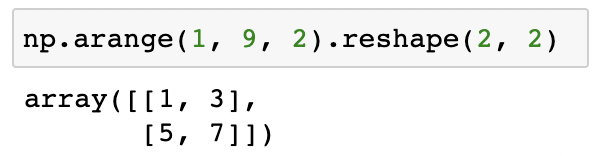 np.arange(1, 9, 2).reshape(2, 2)
array([[1, 3],
       [5, 7]])